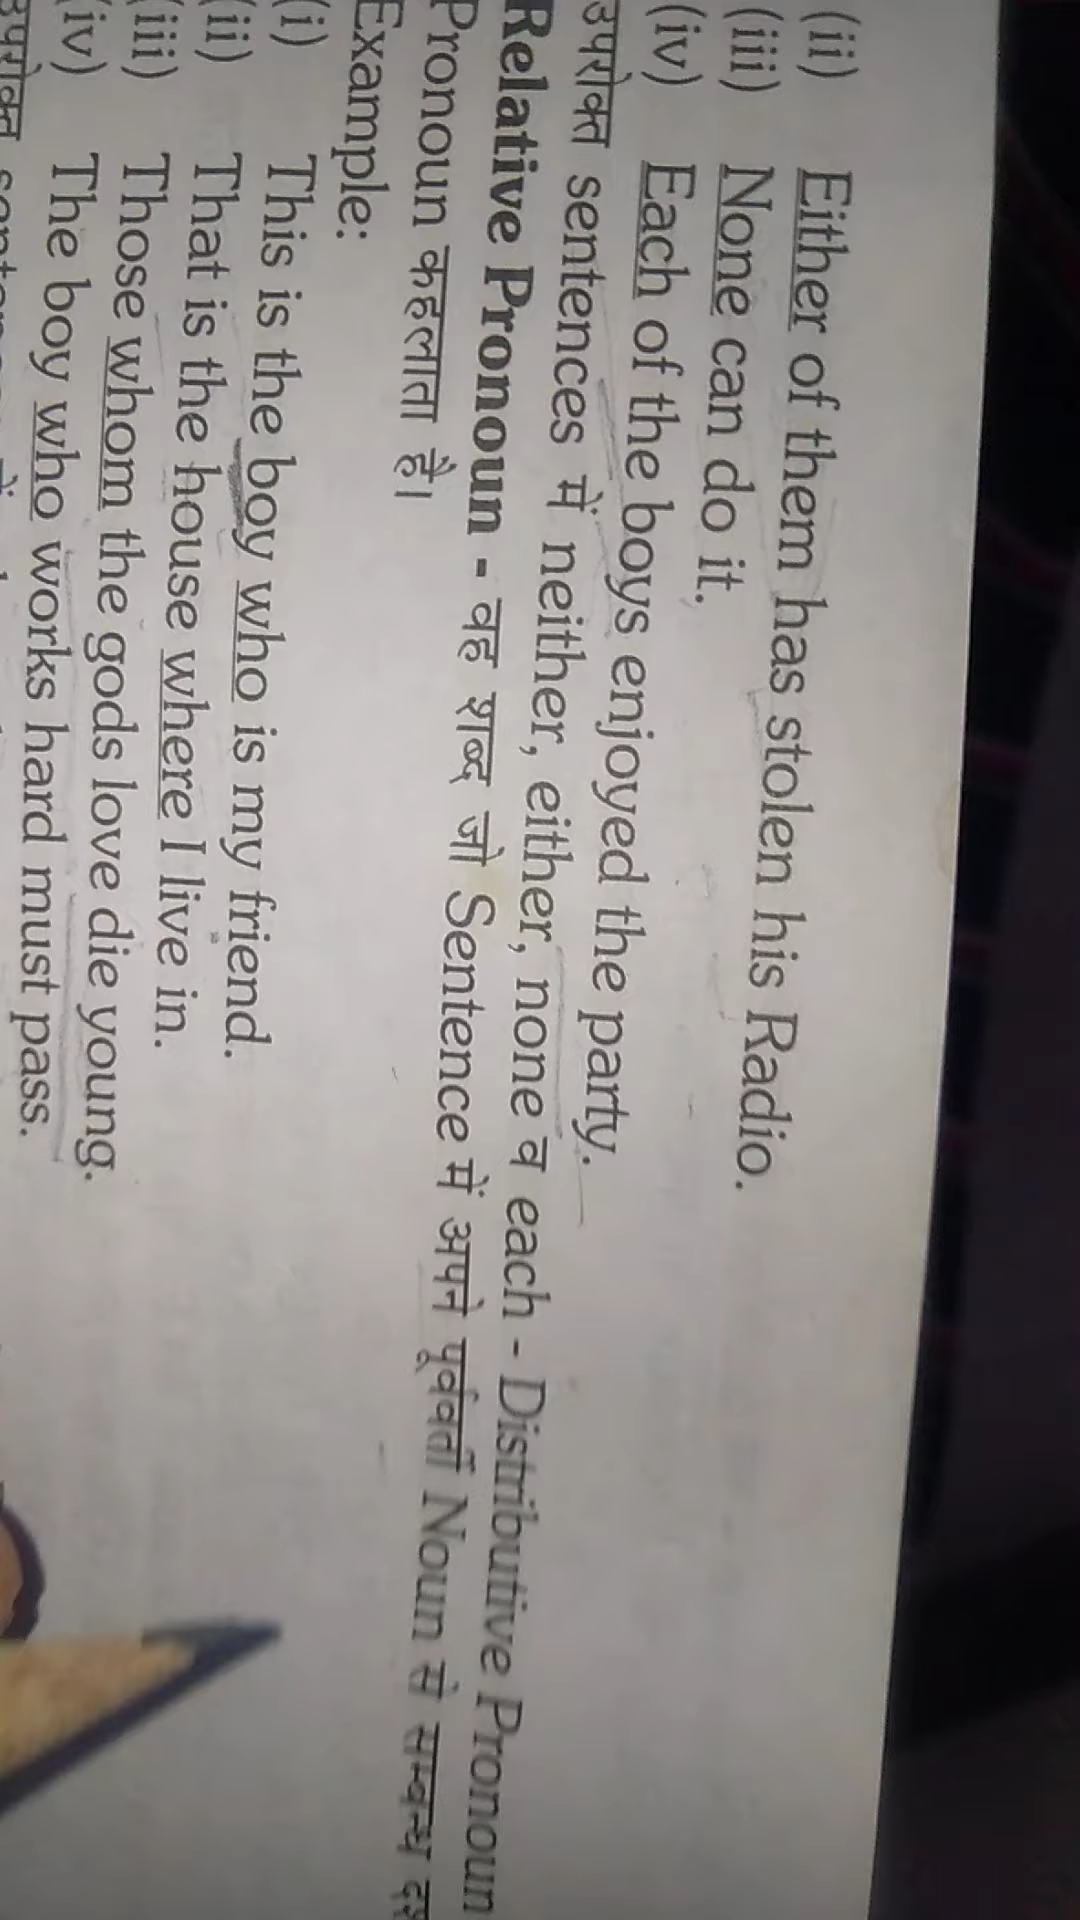 (ii) Either of them has stolen his Radio.
(iii) None can do it.
(iv) Each of the boys enjoyed the party.
उपरोक्त sentences में neither, either, none व each - Distributive Pronoun
Relative Pronoun - वह शब्द जो Sentence में अपने पूर्ववर्ती Noun से सम्बन्ध
Pronoun कहलाता है।
Example:
(i) This is the boy who is my friend.
(ii) That is the house where I live in.
(iii) Those whom the gods love die young.
(iv) The boy who works hard must pass.
उपरोक्त